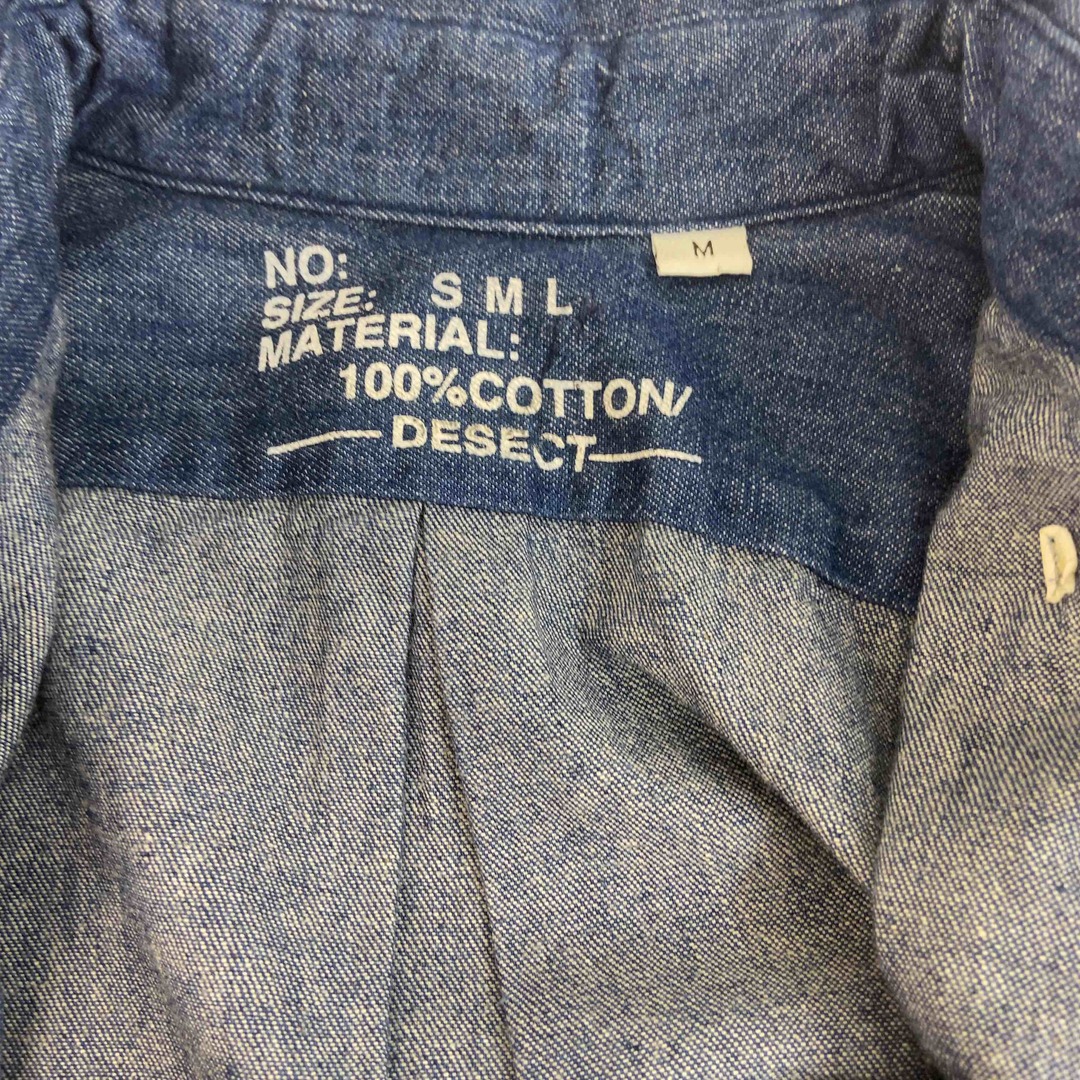 NO:
SIZE: S M L
MATERIAL:
100%COTTON/
DESECT
M